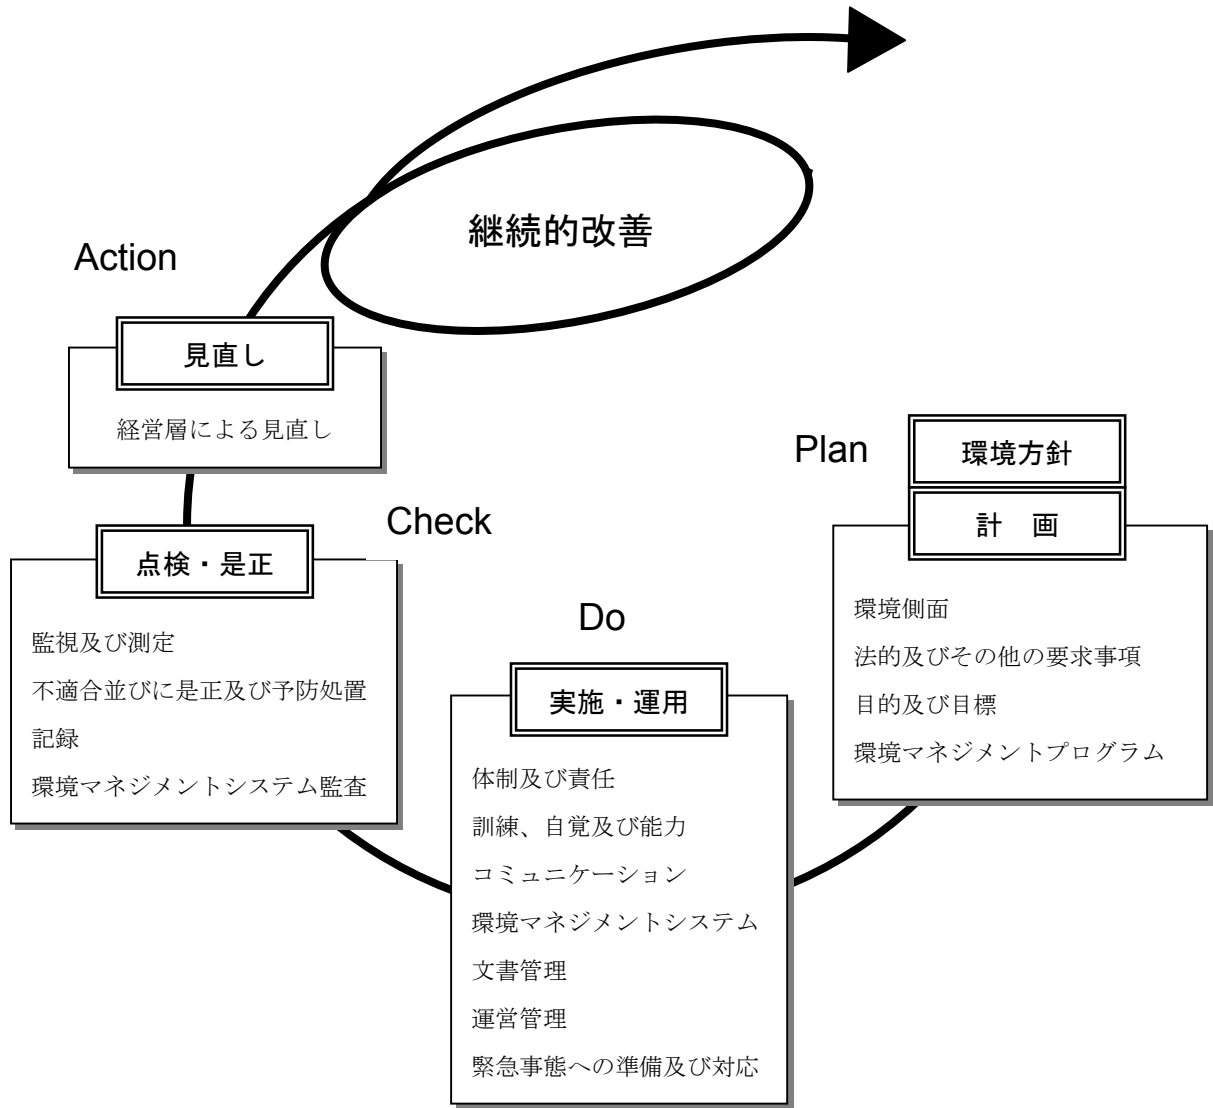 継続的改善
Action
見直し
経営層による見直し
Plan
環境方針
計　画
環境側面
法的及びその他の要求事項
目的及び目標
環境マネジメントプログラム
Check
点検・是正
監視及び測定
不適合並びに是正及び予防処置
記録
環境マネジメントシステム監査
Do
実施・運用
体制及び責任
訓練、自覚及び能力
コミュニケーション
環境マネジメントシステム
文書管理
運営管理
緊急事態への準備及び対応